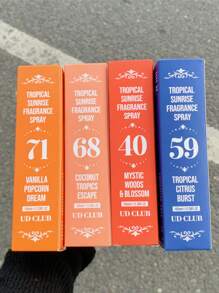 TROPICAL
SUNRISE
FRAGRANCE
SPRAY
71
VANILLA
POPCORN
DREAM
UD CLUB
TROPICAL
SUNRISE
FRAGRANCE
SPRAY
68
COCONUT
TROPICS
ESCAPE
UD CLUB
TROPICAL
SUNRISE
FRAGRANCE
SPRAY
40
MYSTIC
WOODS
& BLOSSOM
UD CLUB
TROPICAL
SUNRISE
FRAGRANCE
SPRAY
59
TROPICAL
CITRUS
BURST
UD CLUB